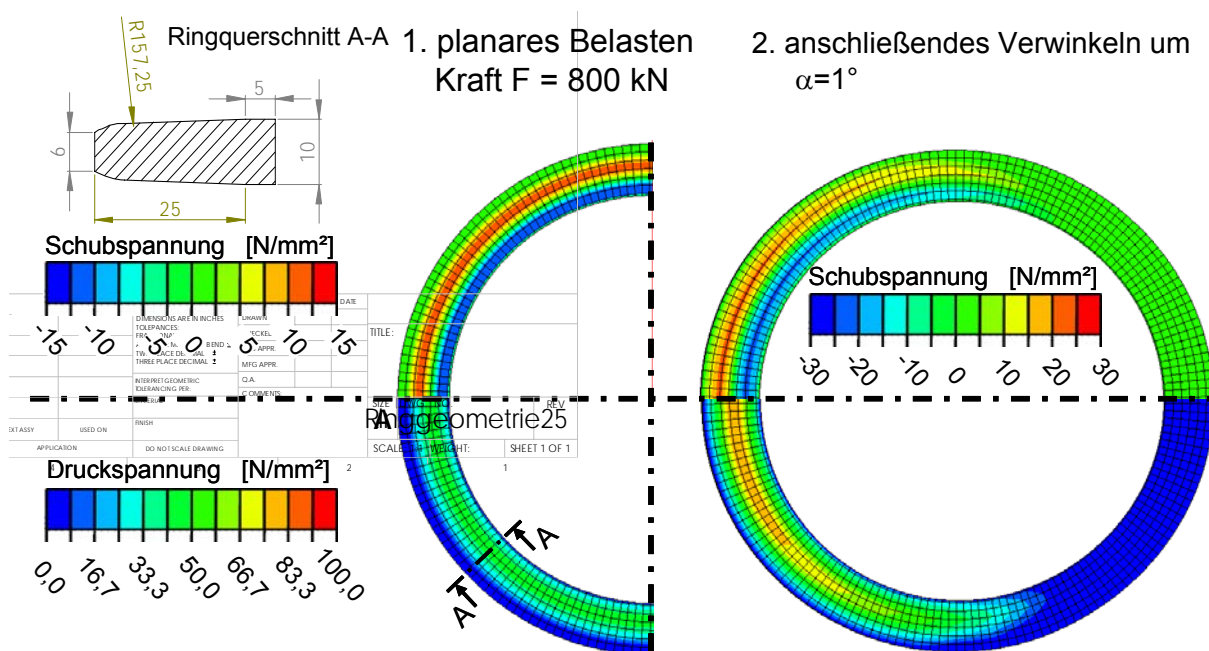 Ringquerschnitt A-A
1. planares Belasten
Kraft F = 800 kN
2. anschließendes Verwinkeln um
α=1°
R157,25
5
6
10
25
Schubspannung [N/mm²]
-15 -10 -5 0 5 10 15
Schubspannung [N/mm²]
-30 -20 -10 0 10 20 30
DATE
DIMENSIONS ARE IN INCHES
TOLERANCES:
BEND
THREE PLACE DECIMAL
INTERPRET GEOMETRIC
TOLERANCING PER:
FINISH
DO NOT SCALE DRAWING
USED ON
APPLICATION
DRAWN
MFG APPR.
Q.A.
COMMENTS:
TITLE:
SIZE
REV
A
Ringgeometrie25
WEIGHT:
SHEET 1 OF 1
2
1
Druckspannung [N/mm²]
0,0 16,7 33,3 50,0 66,7 83,3 100,0
A
A